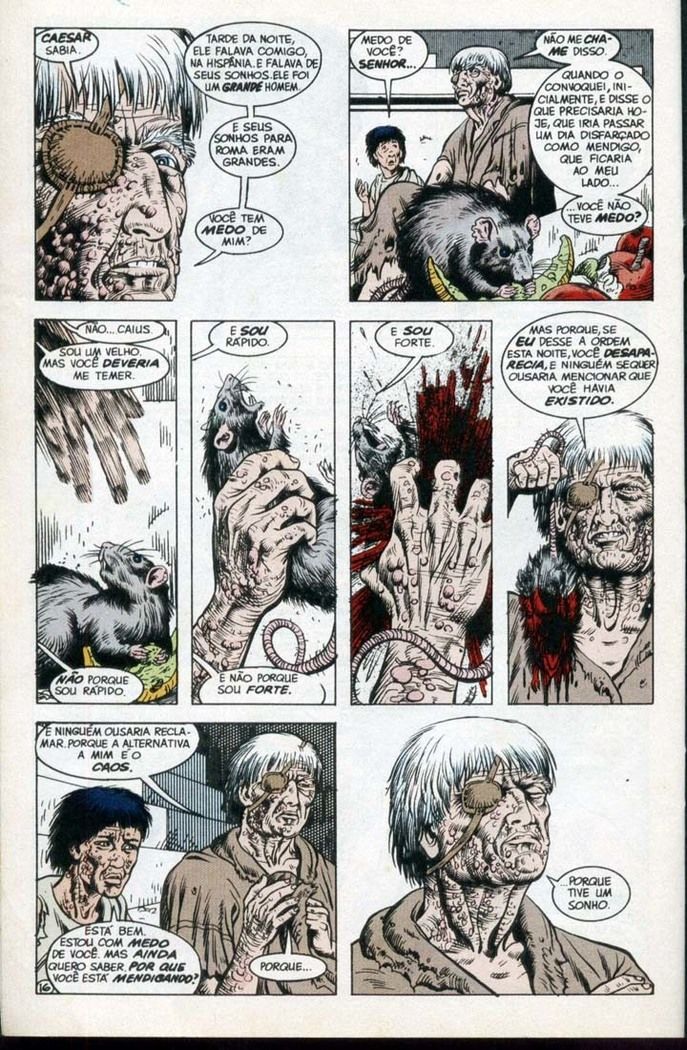 CAESAR
SABIA.
TARDE DA NOITE,
ELE FALAVA COMIGO,
NA HISPÂNIA. E FALAVA DE
SEUS SONHOS. ELE FOI
UM GRANDE HOMEM.
E SEUS
SONHOS PARA
ROMA ERAM
GRANDES.
VOCÊ TEM
MEDO DE
MIM?
MEDO DE
VOCÊ?
SENHOR...
NÃO ME CHA-
ME DISSO.
QUANDO O
CONVOQUEI, INI-
CIALMENTE, E DISSE O
QUE PRECISARIA HO-
JE, QUE IRIA PASSAR
UM DIA DISFARÇADO
COMO MENDIGO,
QUE FICARIA
AO MEU
LADO...
...VOCÊ NÃO
TEVE MEDO?
NÃO... CAIUS.
SOU UM VELHO.
MAS VOCÊ DEVERIA
ME TEMER.
NÃO PORQUE
SOU RÁPIDO.
E SOU
RÁPIDO.
E NÃO PORQUE
SOU FORTE.
E SOU
FORTE.
MAS PORQUE, SE
EU DESSE A ORDEM
ESTA NOITE, VOCÊ DESAPA-
RECIA, E NINGUÉM SEQUER
OUSARIA MENCIONAR QUE
VOCÊ HAVIA
EXISTIDO.
E NINGUÉM OUSARIA RECLA-
MAR. PORQUE A ALTERNATIVA
A MIM É O
CAOS.
ESTÁ BEM.
ESTOU COM MEDO
DE VOCÊ. MAS AINDA
QUERO SABER. POR QUE
VOCÊ ESTÁ MENDIGANDO?
PORQUE...
...PORQUE
TIVE UM
SONHO.
16